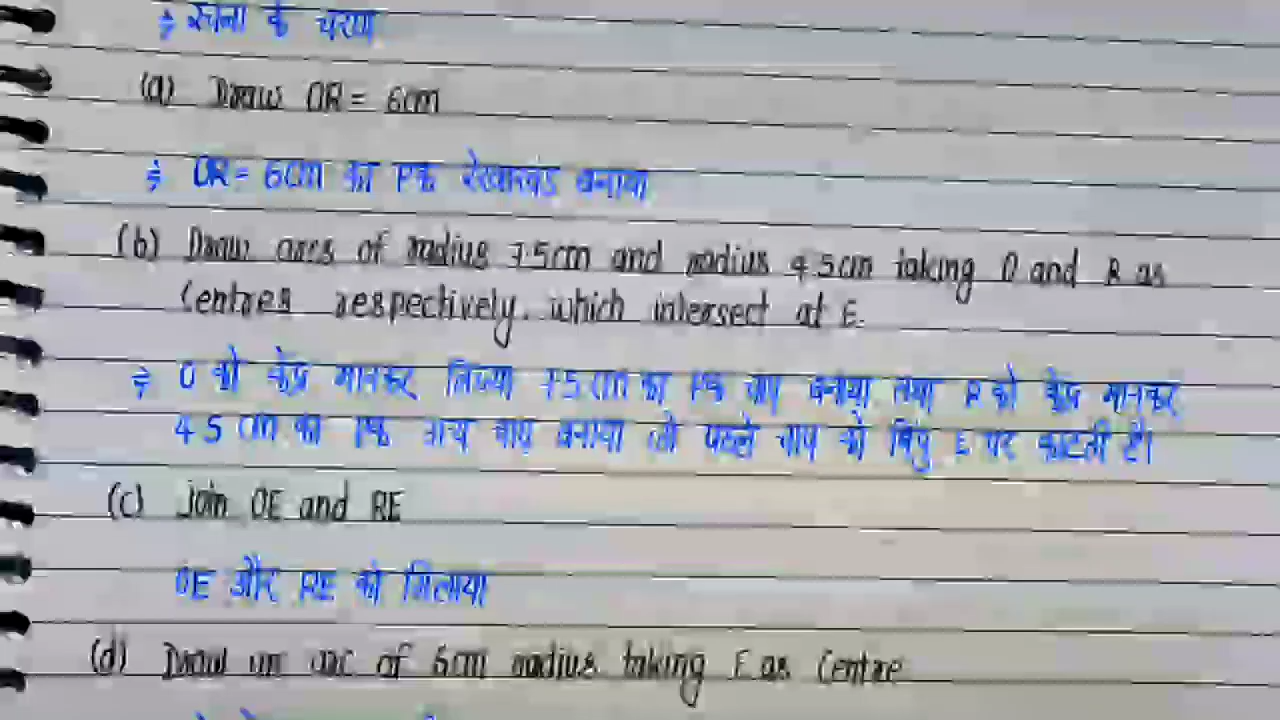 ⇒ रचना के चरण
(a) Draw OR = 6cm
⇒ OR = 6cm का एक रेखाखंड बनाया
(b) Draw arcs of radius 7.5cm and radius 4.5cm taking O and R as
Centres respectively, which intersect at E.
⇒ O को केंद्र मानकर त्रिज्या 7.5 cm का एक चाप बनाया तथा R को केंद्र मानकर
4.5 cm का एक चाप बनाया जो पहले चाप को बिंदु E पर काटती है।
(c) Join OE and RE
OE और RE को मिलाया
(d) Draw an arc of 6cm radius taking E as Centre